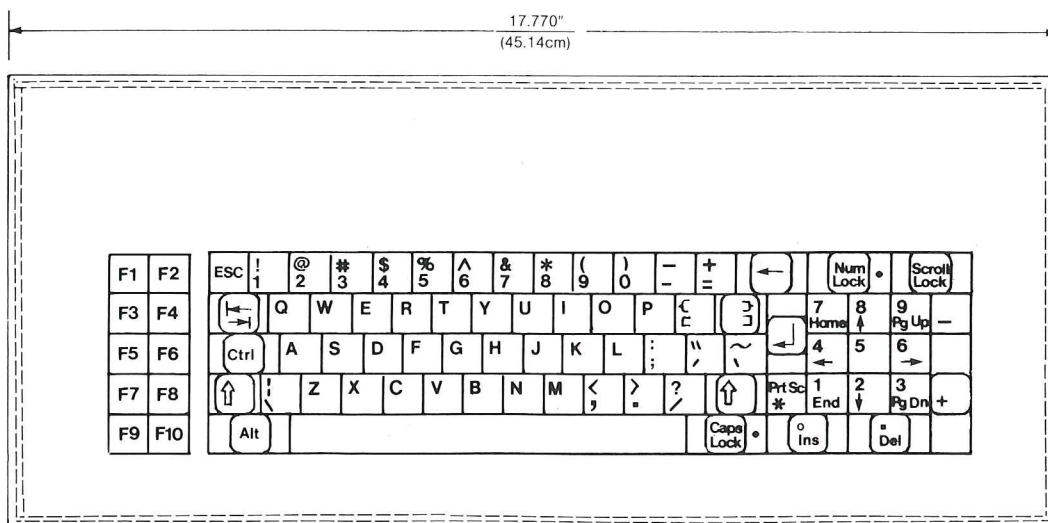 17.770"
(45.14cm)
F1 F2 ESC ! @ # $ % ^ & * ( ) - + ← Num Scroll
1 2 3 4 5 6 7 8 9 0 - = Lock Lock
F3 F4 Q W E R T Y U I O P { } 7 8 9 -
[ ] Home ↑ Pg Up
F5 F6 Ctrl A S D F G H J K L : " ~ ↵ 4 5 6
; ' ` ← →
F7 F8 ⇧ ¦ Z X C V B N M < > ? ⇧ Prt Sc 1 2 3 +
\ , . / * End ↓ Pg Dn
F9 F10 Alt Caps 0 . 
Lock Ins Del